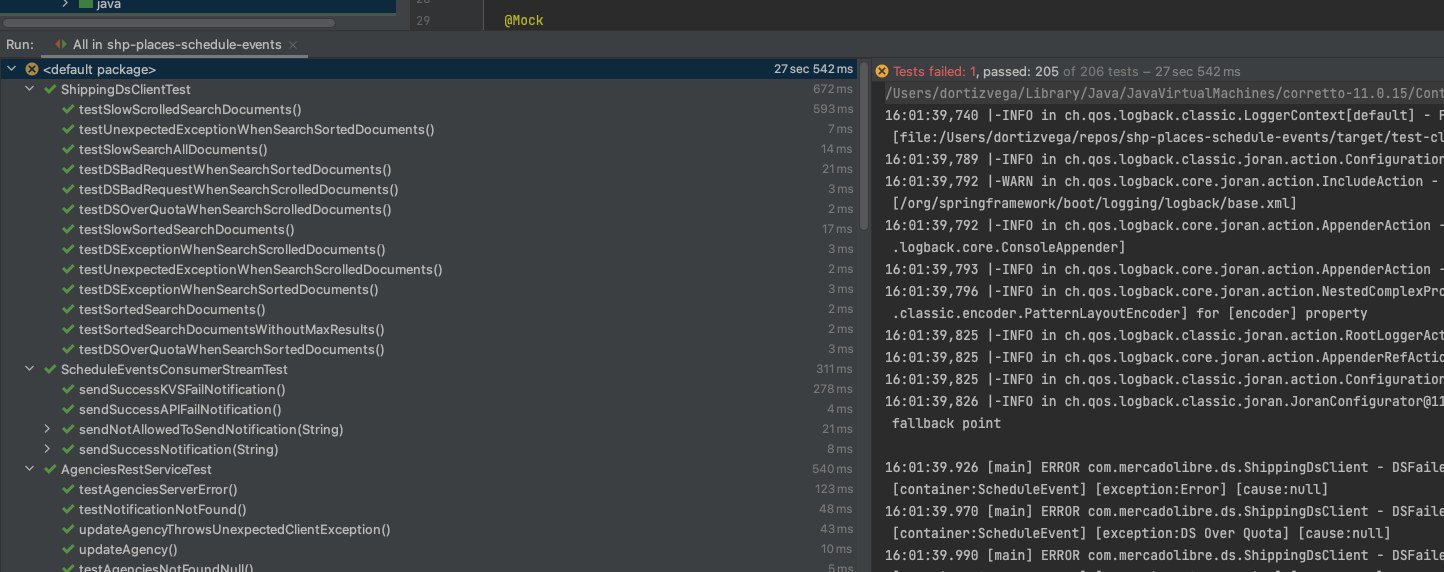 java
28
29 @Mock
Run: All in shp-places-schedule-events ×
<default package> 27 sec 542 ms
ShippingDsClientTest 672 ms
testSlowScrolledSearchDocuments() 593 ms
testUnexpectedExceptionWhenSearchSortedDocuments() 7 ms
testSlowSearchAllDocuments() 14 ms
testDSBadRequestWhenSearchSortedDocuments() 21 ms
testDSBadRequestWhenSearchScrolledDocuments() 3 ms
testDSOverQuotaWhenSearchScrolledDocuments() 2 ms
testSlowSortedSearchDocuments() 17 ms
testDSExceptionWhenSearchScrolledDocuments() 3 ms
testUnexpectedExceptionWhenSearchScrolledDocuments() 2 ms
testDSExceptionWhenSearchSortedDocuments() 3 ms
testSortedSearchDocuments() 2 ms
testSortedSearchDocumentsWithoutMaxResults() 2 ms
testDSOverQuotaWhenSearchSortedDocuments() 3 ms
ScheduleEventsConsumerStreamTest 311 ms
sendSuccessKVSFailNotification() 278 ms
sendSuccessAPIFailNotification() 4 ms
sendNotAllowedToSendNotification(String) 21 ms
sendSuccessNotification(String) 8 ms
AgenciesRestServiceTest 540 ms
testAgenciesServerError() 123 ms
testNotificationNotFound() 48 ms
updateAgencyThrowsUnexpectedClientException() 43 ms
updateAgency() 10 ms
testAgenciesNotFoundNull() 5 ms
Tests failed: 1, passed: 205 of 206 tests – 27 sec 542 ms
/Users/dortizvega/Library/Java/JavaVirtualMachines/corretto-11.0.15/Cont
16:01:39,740 |-INFO in ch.qos.logback.classic.LoggerContext[default] - F
[file:/Users/dortizvega/repos/shp-places-schedule-events/target/test-cl
16:01:39,789 |-INFO in ch.qos.logback.classic.joran.action.Configuration
16:01:39,792 |-WARN in ch.qos.logback.core.joran.action.IncludeAction -
[/org/springframework/boot/logging/logback/base.xml]
16:01:39,792 |-INFO in ch.qos.logback.core.joran.action.AppenderAction -
.logback.core.ConsoleAppender]
16:01:39,793 |-INFO in ch.qos.logback.core.joran.action.AppenderAction -
16:01:39,796 |-INFO in ch.qos.logback.core.joran.action.NestedComplexPro
.classic.encoder.PatternLayoutEncoder] for [encoder] property
16:01:39,825 |-INFO in ch.qos.logback.classic.joran.action.RootLoggerAct
16:01:39,825 |-INFO in ch.qos.logback.core.joran.action.AppenderRefActio
16:01:39,825 |-INFO in ch.qos.logback.classic.joran.action.Configuration
16:01:39,826 |-INFO in ch.qos.logback.classic.joran.JoranConfigurator@11
fallback point
16:01:39.926 [main] ERROR com.mercadolibre.ds.ShippingDsClient - DSFaile
[container:ScheduleEvent] [exception:Error] [cause:null]
16:01:39.970 [main] ERROR com.mercadolibre.ds.ShippingDsClient - DSFaile
[container:ScheduleEvent] [exception:DS Over Quota] [cause:null]
16:01:39.990 [main] ERROR com.mercadolibre.ds.ShippingDsClient - DSFaile